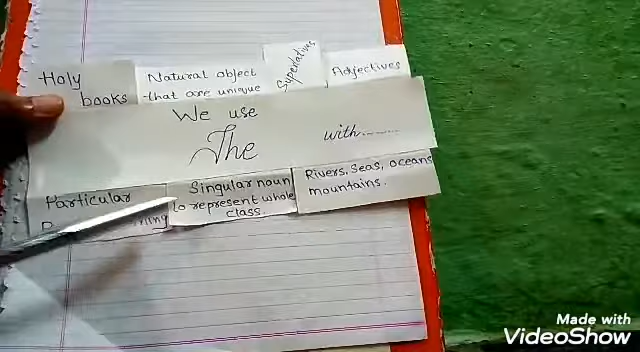 Holy
books
Natural object
that are unique
Superlatives
Adjectives
We use
The with........
Particular
Singular noun
to represent whole
class.
Rivers, Seas, oceans
mountains.
Made with
VideoShow